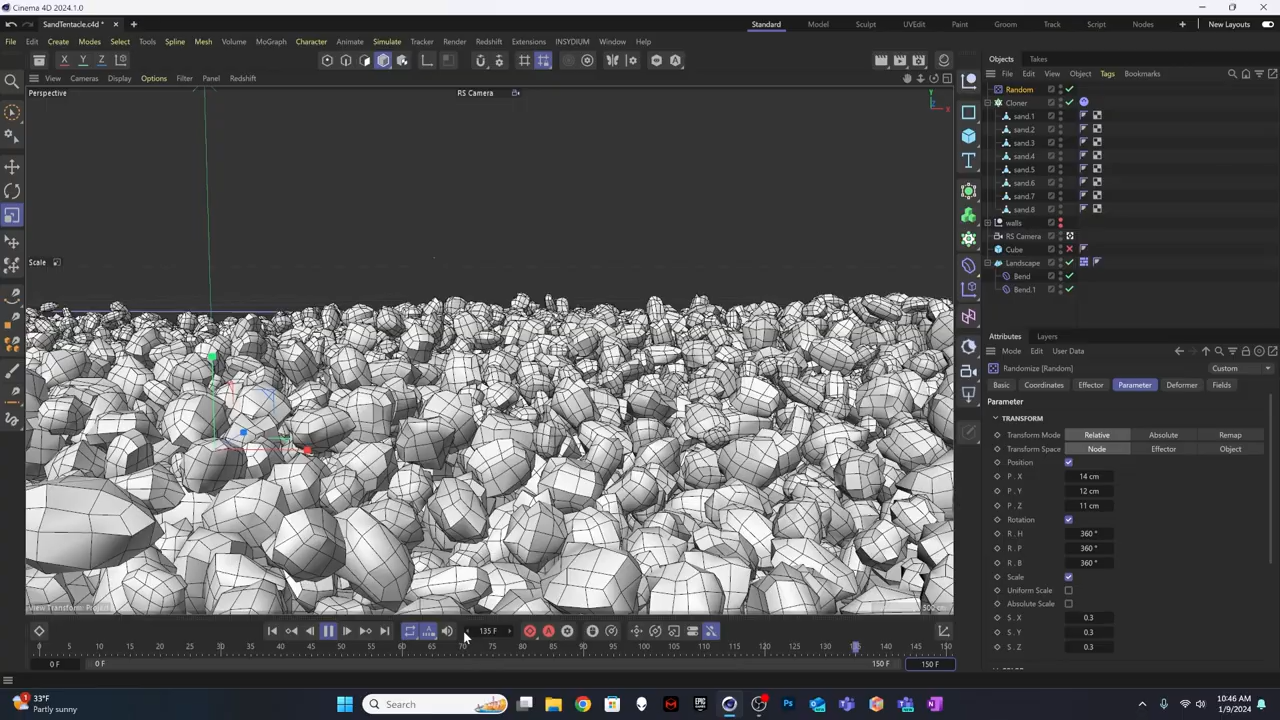 Cinema 4D 2024.1.0
SandTentacle.c4d *
Standard
Model
Sculpt
UVEdit
Paint
Groom
Track
Script
Nodes
New Layouts
File Edit Create Modes Select Tools Spline Mesh Volume MoGraph Character Animate Simulate Tracker Render Redshift Extensions INSYDIUM Window Help
X Y Z
View Cameras Display Options Filter Panel Redshift
Perspective
RS Camera
Y
X
Scale
View Transform: Project
500 cm
Objects Takes
File Edit View Object Tags Bookmarks
Random
Cloner
sand.1
sand.2
sand.3
sand.4
sand.5
sand.6
sand.7
sand.8
walls
RS Camera
Cube
Landscape
Bend
Bend.1
Attributes Layers
Mode Edit User Data
Randomize [Random]
Custom
Basic Coordinates Effector Parameter Deformer Fields
Parameter
TRANSFORM
Transform Mode Relative Absolute Remap
Transform Space Node Effector Object
Position
P . X 14 cm
P . Y 12 cm
P . Z 11 cm
Rotation
R . H 360 °
R . P 360 °
R . B 360 °
Scale
Uniform Scale
Absolute Scale
S . X 0.3
S . Y 0.3
S . Z 0.3
135 F
0 5 10 15 20 25 30 35 40 45 50 55 60 65 70 75 80 85 90 95 100 105 110 115 120 125 130 135 140 145 150
0 F
0 F
150 F
150 F
33°F
Partly sunny
Search
10:46 AM
1/9/2024